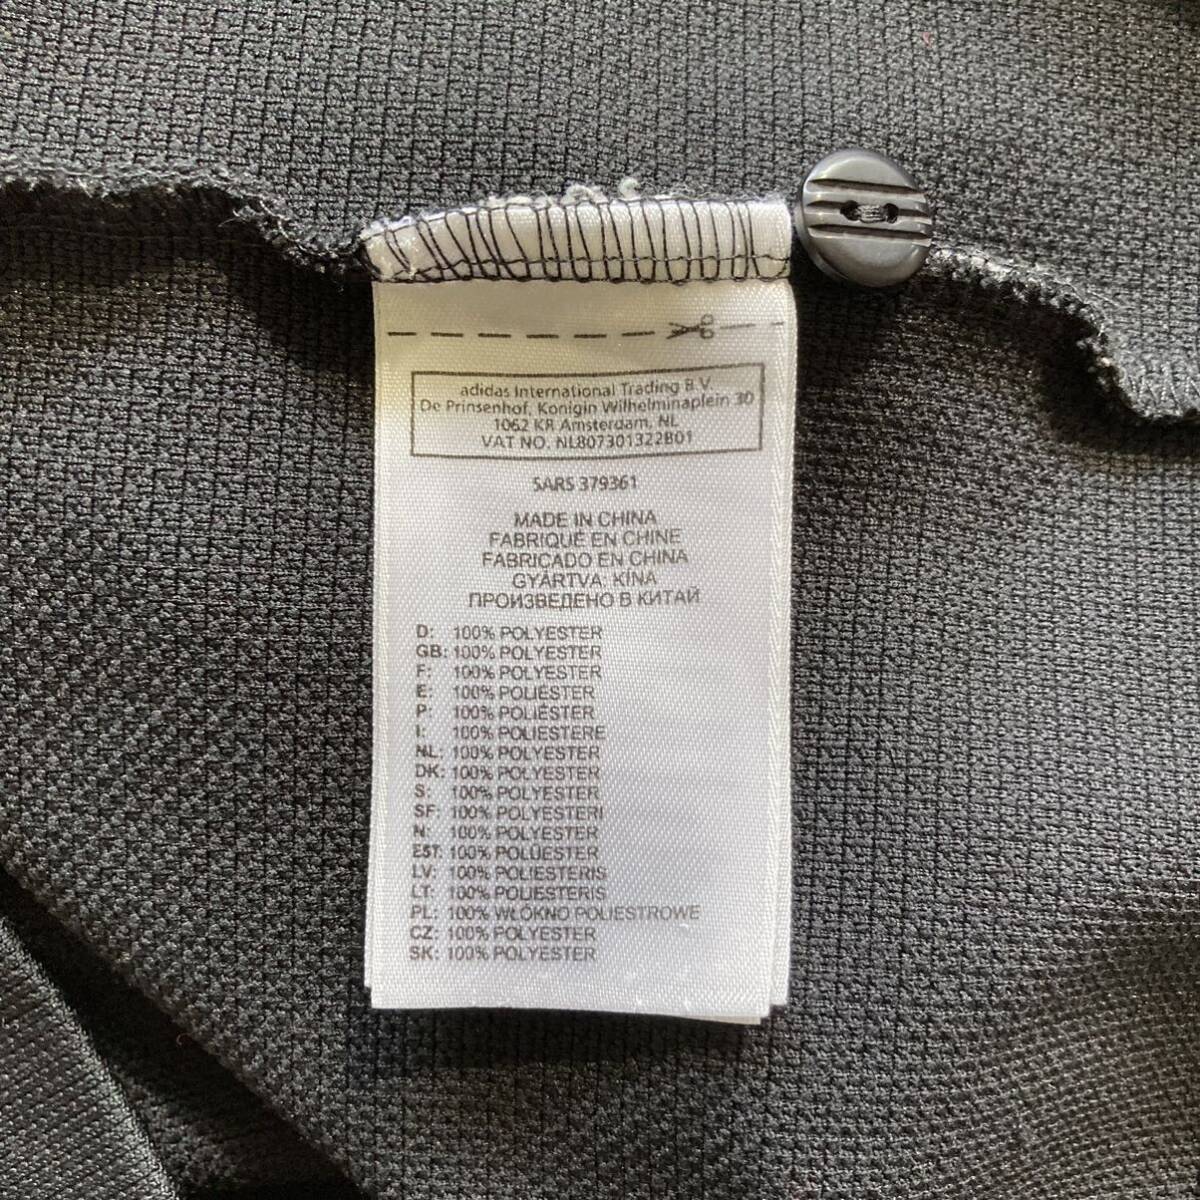 adidas International Trading B.V.
De Prinsenhof, Konigin Wilhelminaplein 30
1062 KR Amsterdam, NL
VAT NO. NL807301322B01
SARS 379361
MADE IN CHINA
FABRIQUÉ EN CHINE
FABRICADO EN CHINA
GYÁRTVA: KÍNA
ПРОИЗВЕДЕНО В КИТАЙ
D: 100% POLYESTER
GB: 100% POLYESTER
F: 100% POLYESTER
E: 100% POLIÉSTER
P: 100% POLIÉSTER
I: 100% POLIESTERE
NL: 100% POLYESTER
DK: 100% POLYESTER
S: 100% POLYESTER
SF: 100% POLYESTERI
N: 100% POLYESTER
EST: 100% POLÜESTER
LV: 100% POLIESTERIS
LT: 100% POLIESTERIS
PL: 100% WŁÓKNO POLIESTROWE
CZ: 100% POLYESTER
SK: 100% POLYESTER